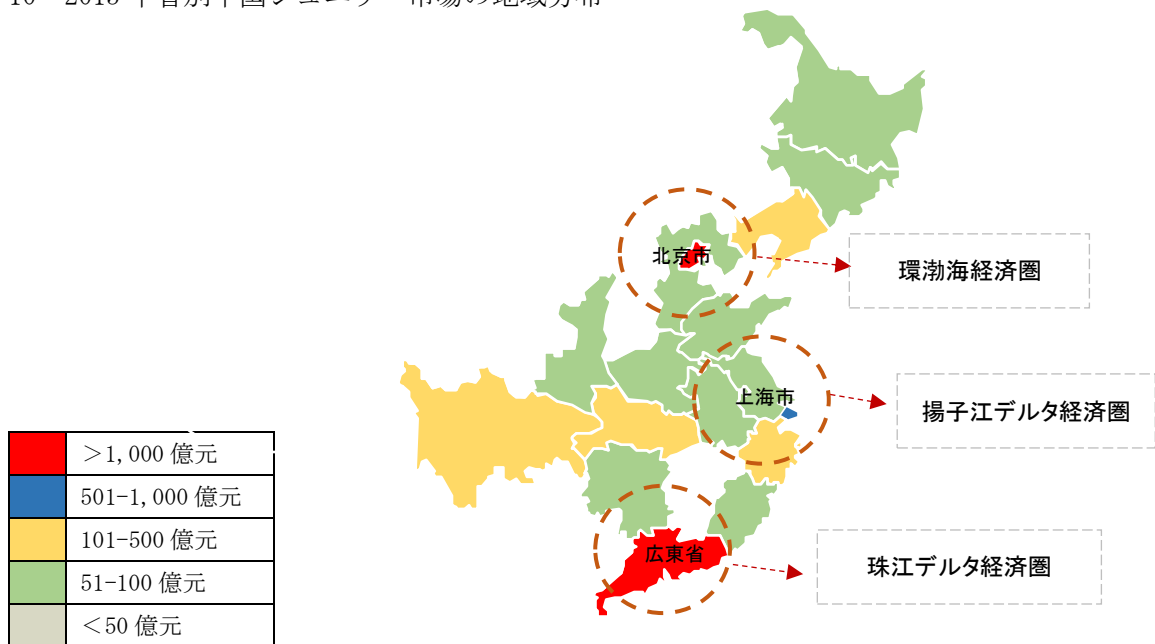 北京市
環渤海経済圏
上海市
揚子江デルタ経済圏
＞1,000 億元
501-1,000 億元
101-500 億元
51-100 億元
＜50 億元
広東省
珠江デルタ経済圏